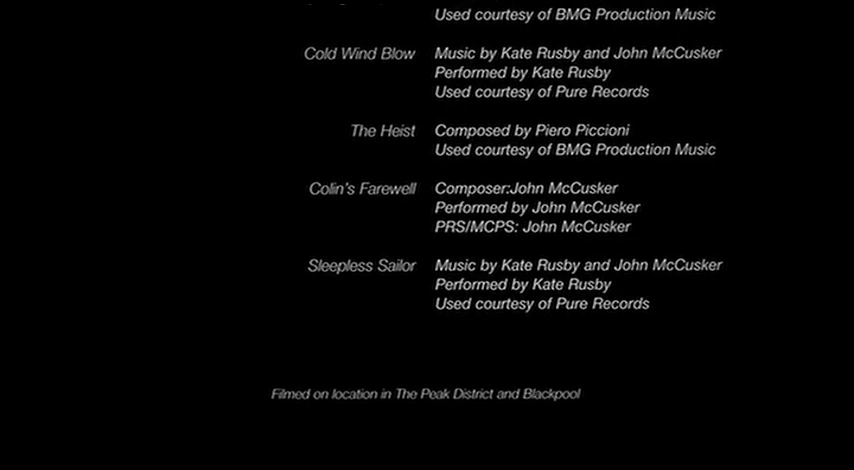 Used courtesy of BMG Production Music
Cold Wind Blow Music by Kate Rusby and John McCusker
Performed by Kate Rusby
Used courtesy of Pure Records
The Heist Composed by Piero Piccioni
Used courtesy of BMG Production Music
Colin's Farewell Composer:John McCusker
Performed by John McCusker
PRS/MCPS: John McCusker
Sleepless Sailor Music by Kate Rusby and John McCusker
Performed by Kate Rusby
Used courtesy of Pure Records
Filmed on location in The Peak District and Blackpool